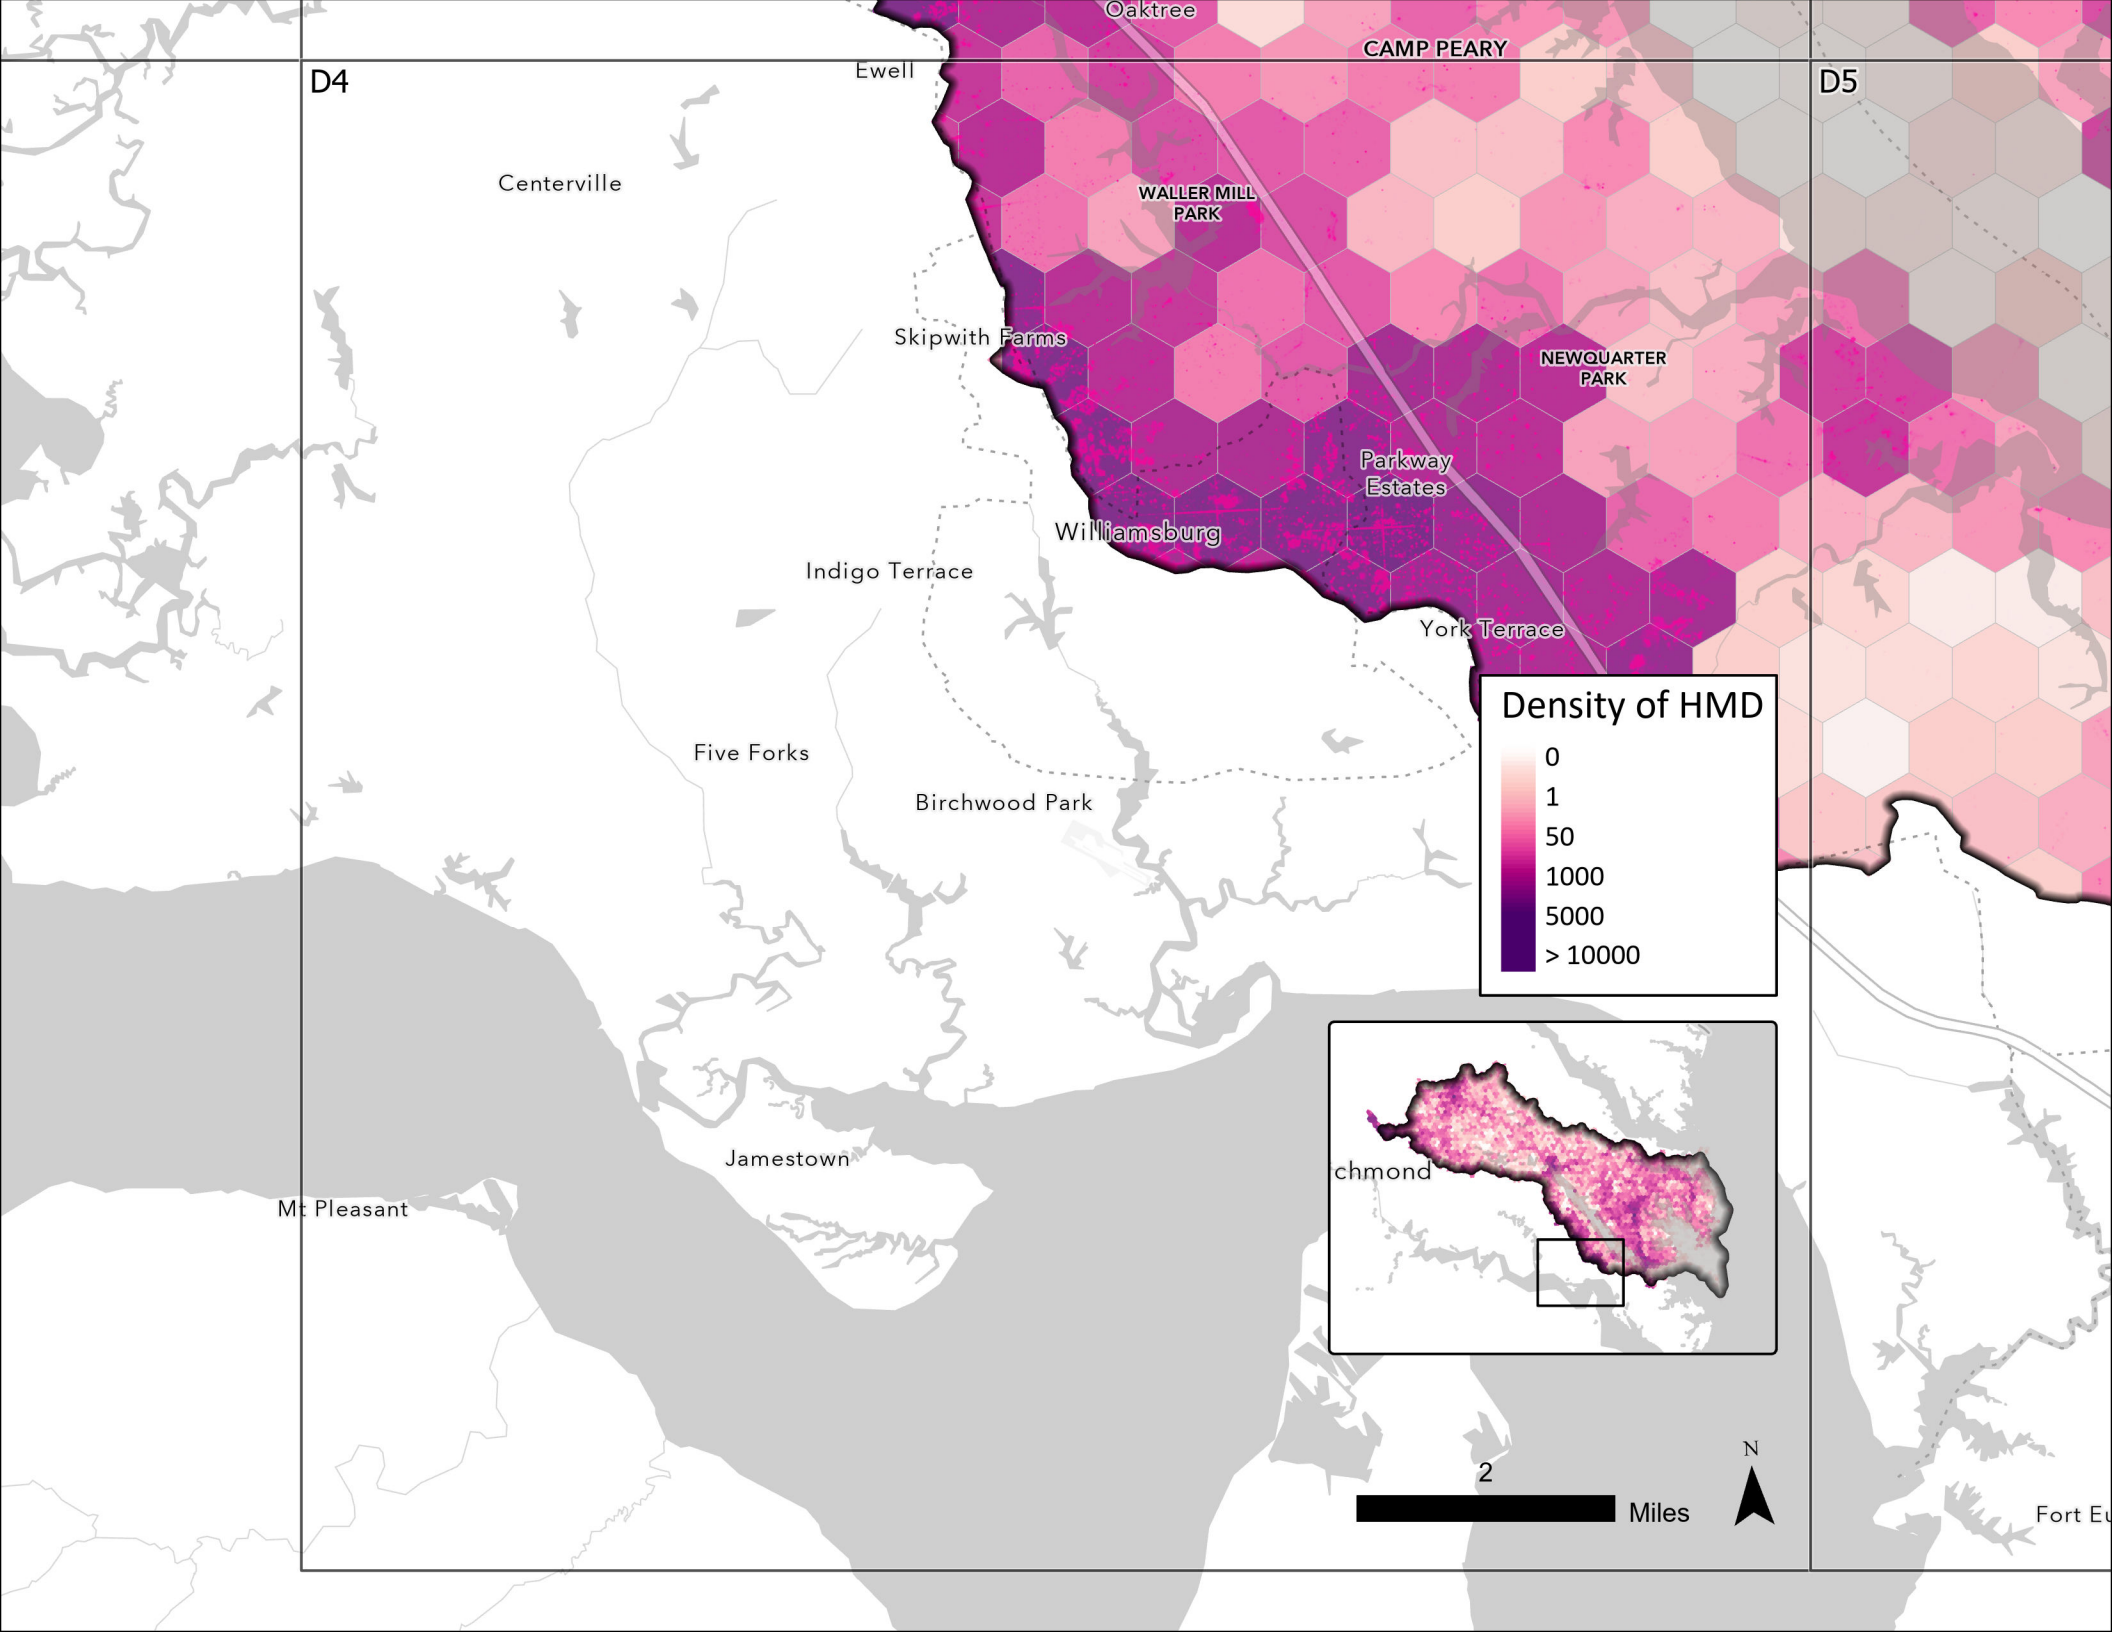 Oaktree
CAMP PEARY
Ewell
D4
D5
Centerville
WALLER MILL
PARK
Skipwith Farms
NEWQUARTER
PARK
Parkway
Estates
Williamsburg
Indigo Terrace
York Terrace
Density of HMD
0
1
50
1000
5000
> 10000
Five Forks
Birchwood Park
Jamestown
Mt Pleasant
chmond
N
2
Miles
Fort Eu